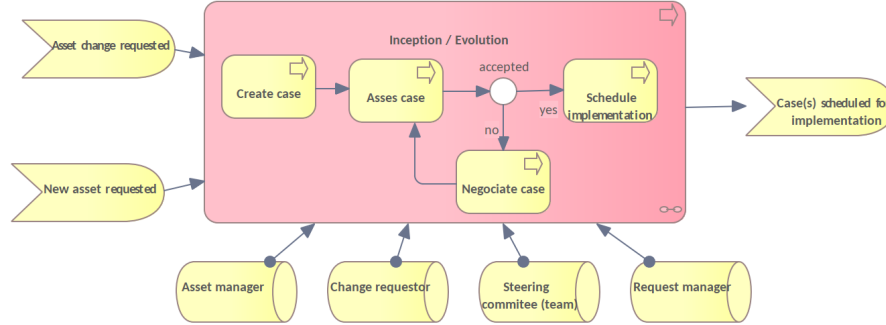 Asset change requested
Inception / Evolution
accepted
Create case
Asses case
Schedule
implementation
yes
no
Case(s) scheduled fo
implementation
New asset requested
Negociate case
Asset manager
Change requestor
Steering
commitee (team)
Request manager